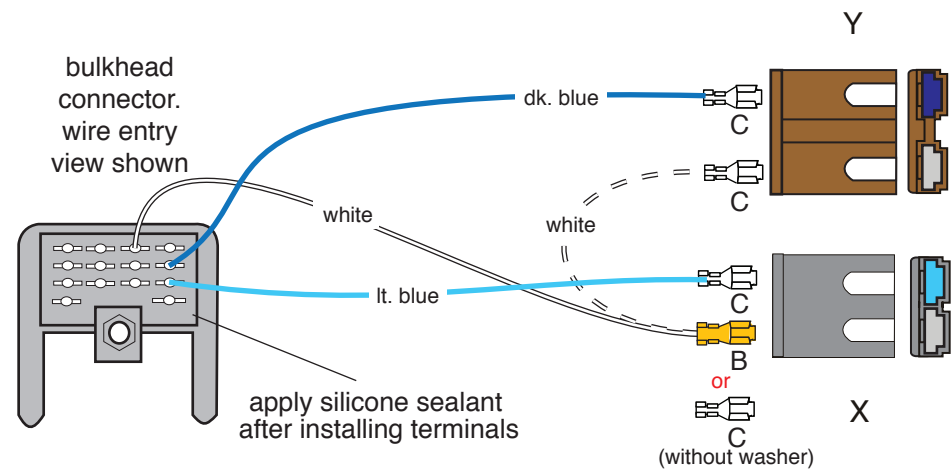 Y
bulkhead
connector.
wire entry
view shown
dk. blue
C
C
white
white
lt. blue
C
B
or
C
(without washer)
X
apply silicone sealant
after installing terminals